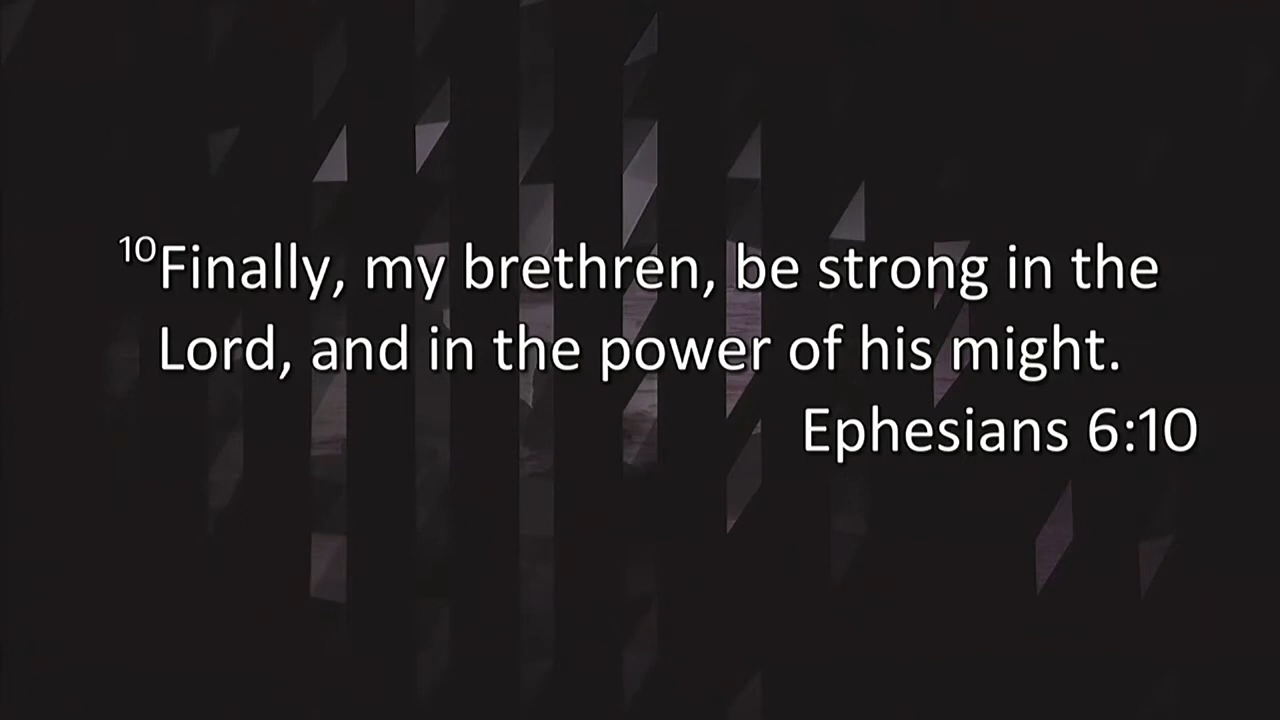 ¹⁰Finally, my brethren, be strong in the
Lord, and in the power of his might.
Ephesians 6:10